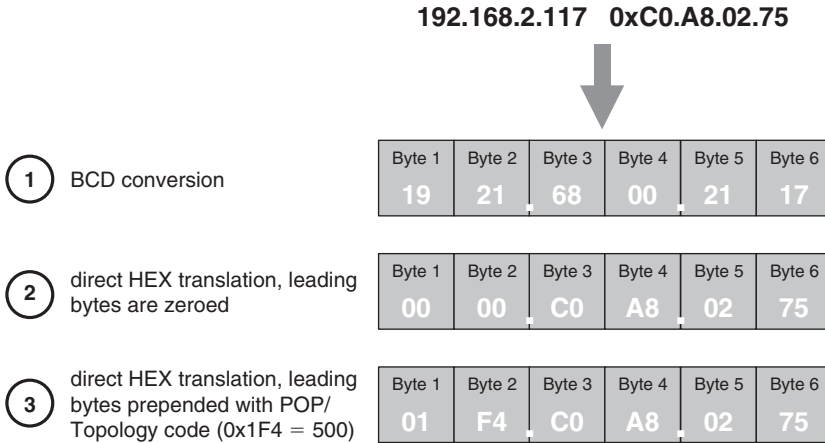 192.168.2.117 0xC0.A8.02.75
1 BCD conversion
Byte 1 Byte 2 Byte 3 Byte 4 Byte 5 Byte 6
19 21 . 68 00 . 21 17
2 direct HEX translation, leading
bytes are zeroed
Byte 1 Byte 2 Byte 3 Byte 4 Byte 5 Byte 6
00 00 . C0 A8 . 02 75
3 direct HEX translation, leading
bytes prepended with POP/
Topology code (0x1F4 = 500)
Byte 1 Byte 2 Byte 3 Byte 4 Byte 5 Byte 6
01 F4 . C0 A8 . 02 75